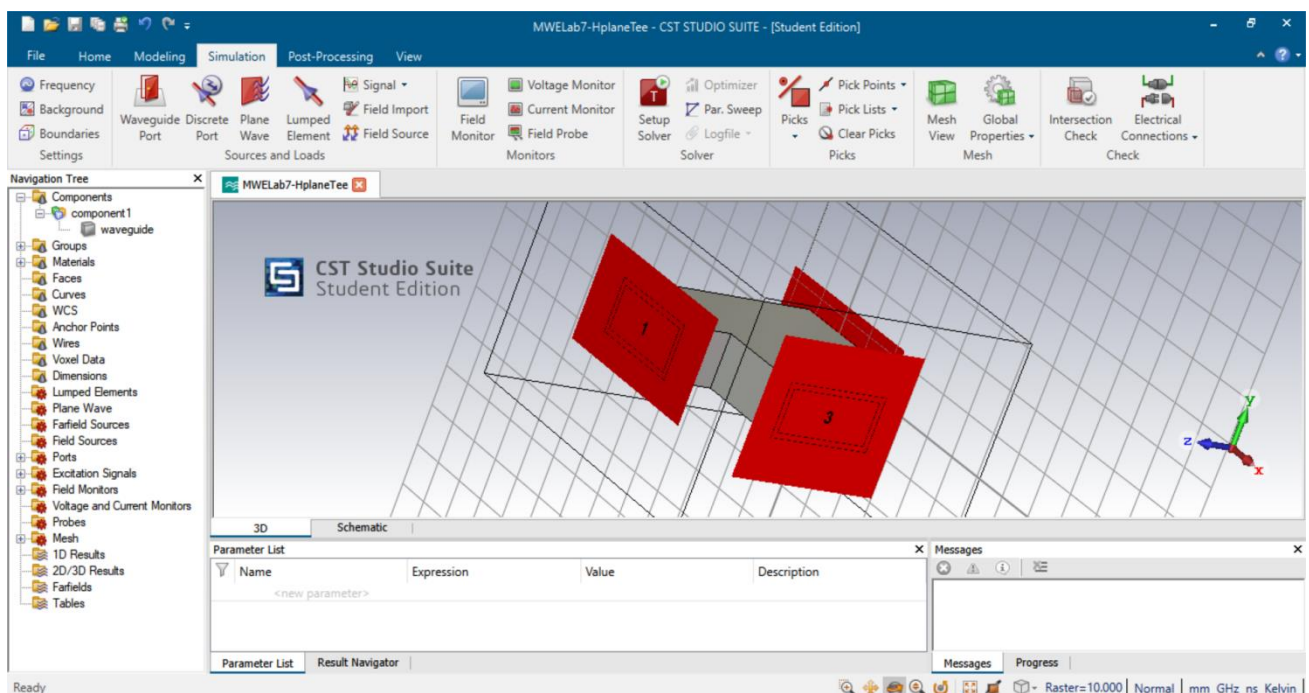 MWELab7-HplaneTee - CST STUDIO SUITE - [Student Edition]
File Home Modeling Simulation Post-Processing View
Frequency
Background
Boundaries
Settings
Waveguide Port
Discrete Port
Plane Wave
Lumped Element
Signal
Field Import
Field Source
Sources and Loads
Field Monitor
Voltage Monitor
Current Monitor
Field Probe
Monitors
Setup Solver
Optimizer
Par. Sweep
Logfile
Solver
Picks
Pick Points
Pick Lists
Clear Picks
Picks
Mesh View
Global Properties
Mesh
Intersection Check
Electrical Connections
Check
Navigation Tree
Components
component1
waveguide
Groups
Materials
Faces
Curves
WCS
Anchor Points
Wires
Voxel Data
Dimensions
Lumped Elements
Plane Wave
Farfield Sources
Field Sources
Ports
Excitation Signals
Field Monitors
Voltage and Current Monitors
Probes
Mesh
1D Results
2D/3D Results
Farfields
Tables
MWELab7-HplaneTee
CST Studio Suite
Student Edition
1
3
y
z
x
3D Schematic
Parameter List
Name Expression Value Description
<new parameter>
Parameter List Result Navigator
Messages
Messages Progress
Ready
Raster=10.000 Normal mm GHz ns Kelvin